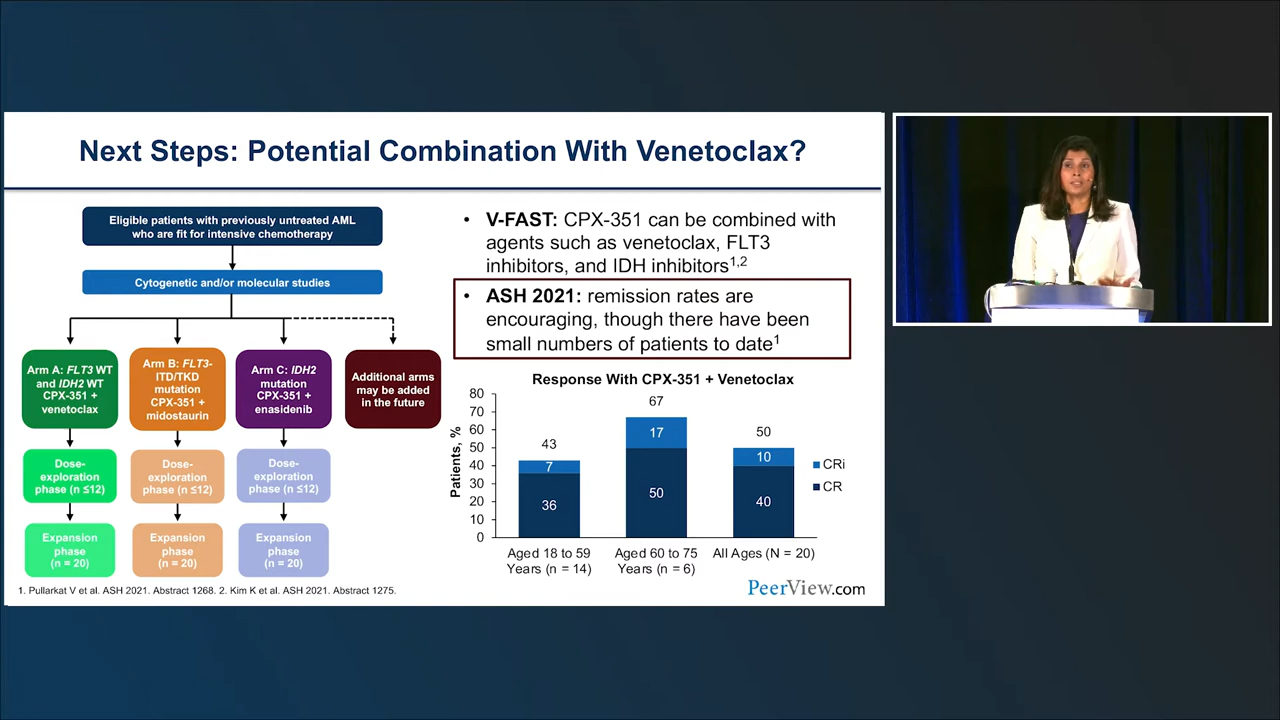 Next Steps: Potential Combination With Venetoclax?
Eligible patients with previously untreated AML
who are fit for intensive chemotherapy
Cytogenetic and/or molecular studies
Arm A: FLT3 WT
and IDH2 WT
CPX-351 +
venetoclax
Arm B: FLT3-
ITD/TKD
mutation
CPX-351 +
midostaurin
Arm C: IDH2
mutation
CPX-351 +
enasidenib
Additional arms
may be added
in the future
Dose-
exploration
phase (n ≤12)
Dose-
exploration
phase (n ≤12)
Dose-
exploration
phase (n ≤12)
Expansion
phase
(n = 20)
Expansion
phase
(n = 20)
Expansion
phase
(n = 20)
• V-FAST: CPX-351 can be combined with
agents such as venetoclax, FLT3
inhibitors, and IDH inhibitors1,2
• ASH 2021: remission rates are
encouraging, though there have been
small numbers of patients to date1
Response With CPX-351 + Venetoclax
Patients, %
80
70
60
50
40
30
20
10
0
43
7
36
67
17
50
50
10
40
CRi
CR
Aged 18 to 59
Years (n = 14)
Aged 60 to 75
Years (n = 6)
All Ages (N = 20)
1. Pullarkat V et al. ASH 2021. Abstract 1268. 2. Kim K et al. ASH 2021. Abstract 1275.
PeerView.com